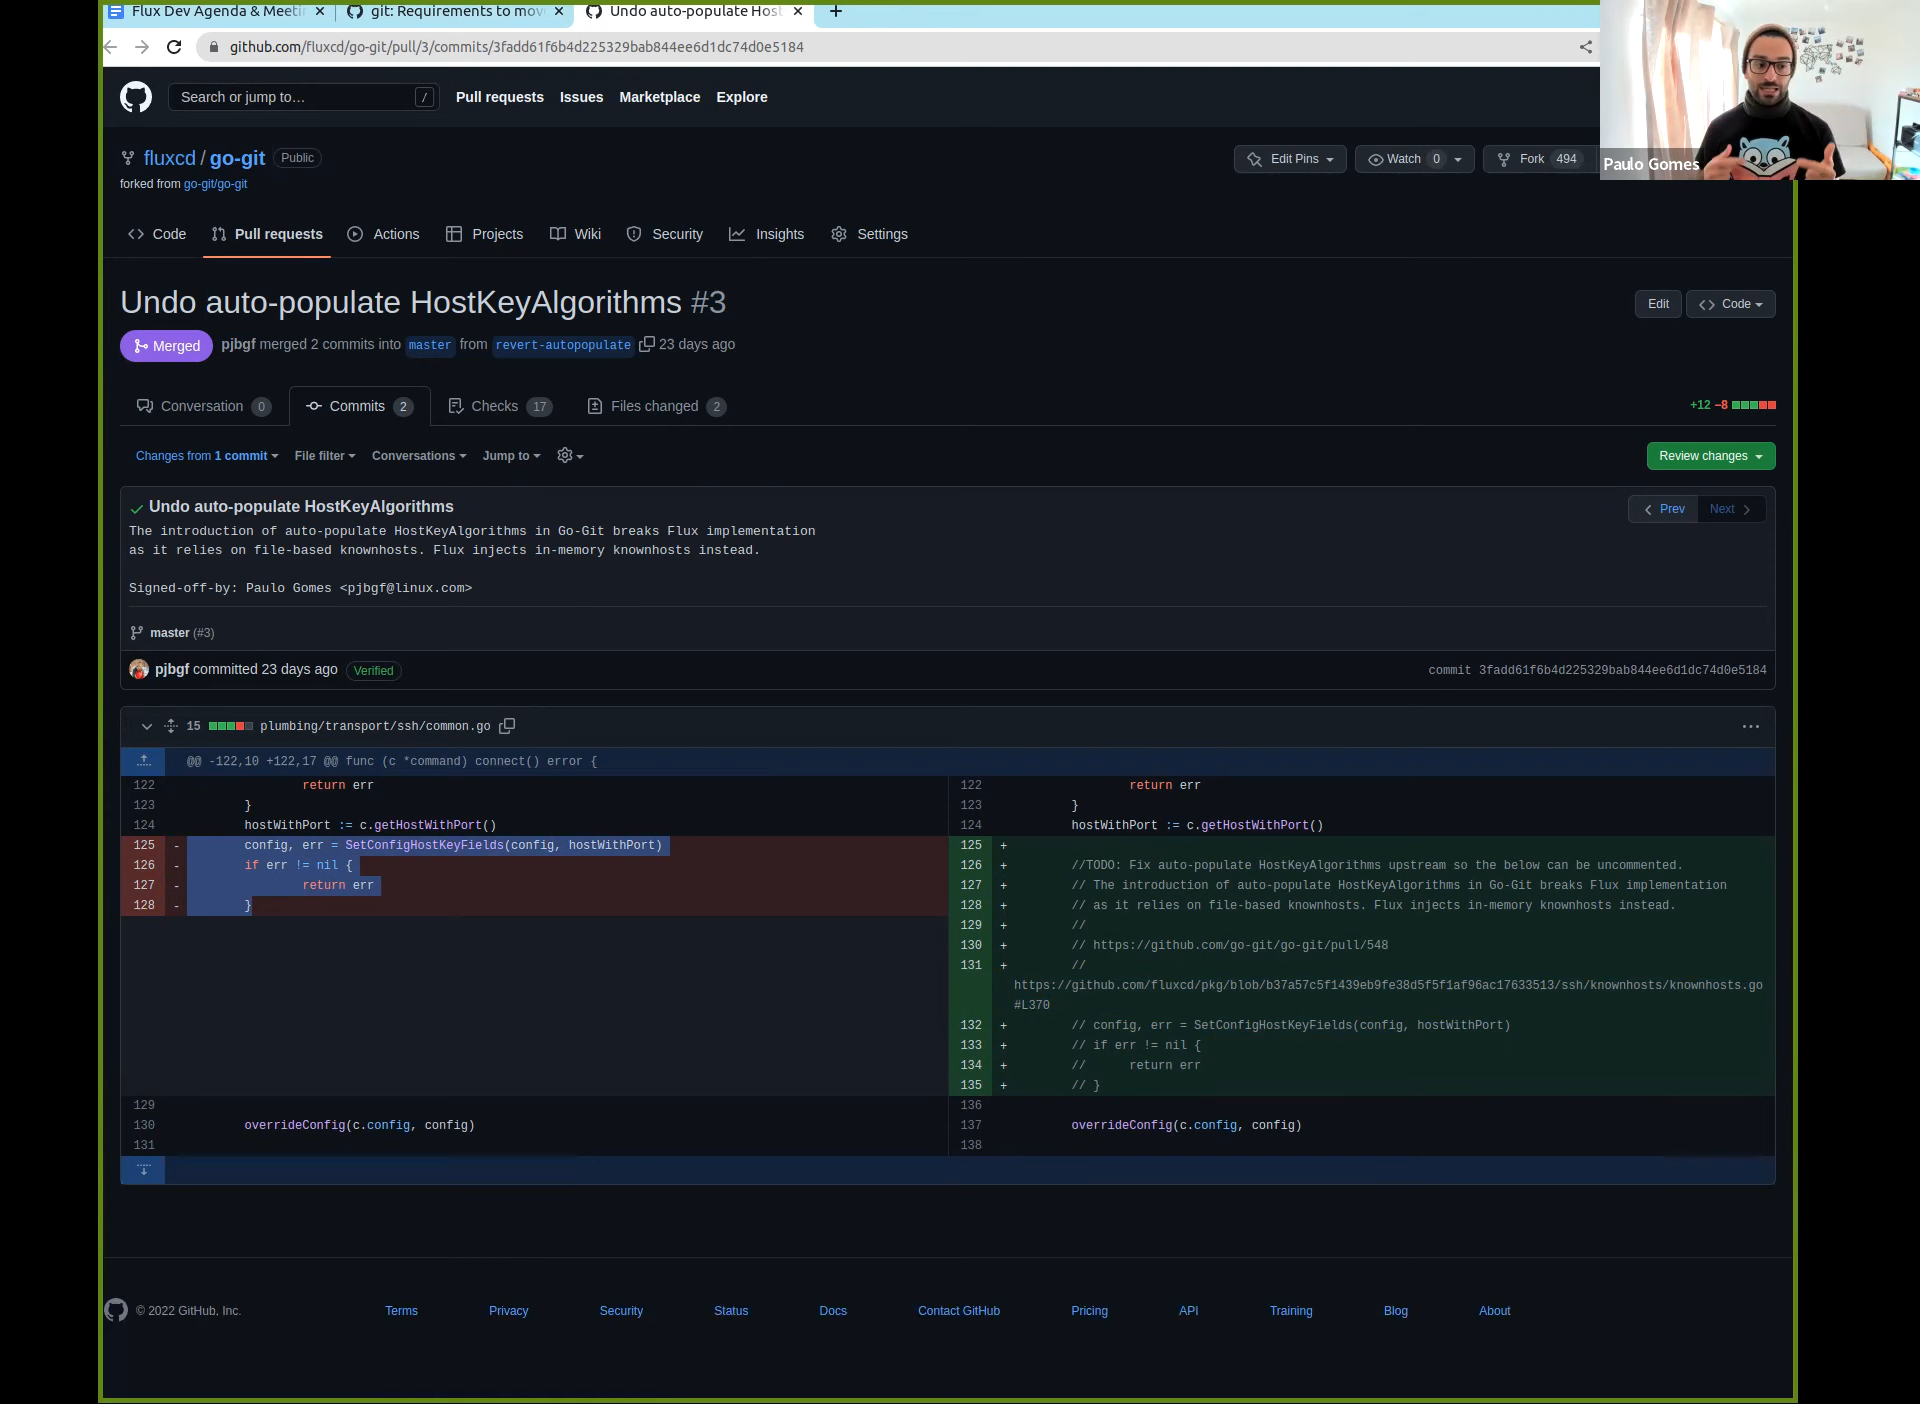 Flux Dev Agenda & Meetin
git: Requirements to mov
Undo auto-populate Host
github.com/fluxcd/go-git/pull/3/commits/3fadd61f6b4d225329bab844ee6d1dc74d0e5184
Search or jump to… / Pull requests Issues Marketplace Explore
fluxcd / go-git Public
Edit Pins Watch 0 Fork 494
Paulo Gomes
forked from go-git/go-git
Code Pull requests Actions Projects Wiki Security Insights Settings
Undo auto-populate HostKeyAlgorithms #3
Edit Code
Merged pjbgf merged 2 commits into master from revert-autopopulate 23 days ago
Conversation 0 Commits 2 Checks 17 Files changed 2
+12 −8
Changes from 1 commit File filter Conversations Jump to
Review changes
Undo auto-populate HostKeyAlgorithms
Prev Next
The introduction of auto-populate HostKeyAlgorithms in Go-Git breaks Flux implementation
as it relies on file-based knownhosts. Flux injects in-memory knownhosts instead.
Signed-off-by: Paulo Gomes <pjbgf@linux.com>
master (#3)
pjbgf committed 23 days ago Verified
commit 3fadd61f6b4d225329bab844ee6d1dc74d0e5184
15 plumbing/transport/ssh/common.go
@@ -122,10 +122,17 @@ func (c *command) connect() error {
122 return err
123 }
124 hostWithPort := c.getHostWithPort()
125 - config, err = SetConfigHostKeyFields(config, hostWithPort)
126 - if err != nil {
127 - return err
128 - }
129
130 overrideConfig(c.config, config)
131
122 return err
123 }
124 hostWithPort := c.getHostWithPort()
125 +
126 + //TODO: Fix auto-populate HostKeyAlgorithms upstream so the below can be uncommented.
127 + // The introduction of auto-populate HostKeyAlgorithms in Go-Git breaks Flux implementation
128 + // as it relies on file-based knownhosts. Flux injects in-memory knownhosts instead.
129 + //
130 + // https://github.com/go-git/go-git/pull/548
131 + //
https://github.com/fluxcd/pkg/blob/b37a57c5f1439eb9fe38d5f5f1af96ac17633513/ssh/knownhosts/knownhosts.go
#L370
132 + // config, err = SetConfigHostKeyFields(config, hostWithPort)
133 + // if err != nil {
134 + // return err
135 + // }
136
137 overrideConfig(c.config, config)
138
© 2022 GitHub, Inc. Terms Privacy Security Status Docs Contact GitHub Pricing API Training Blog About